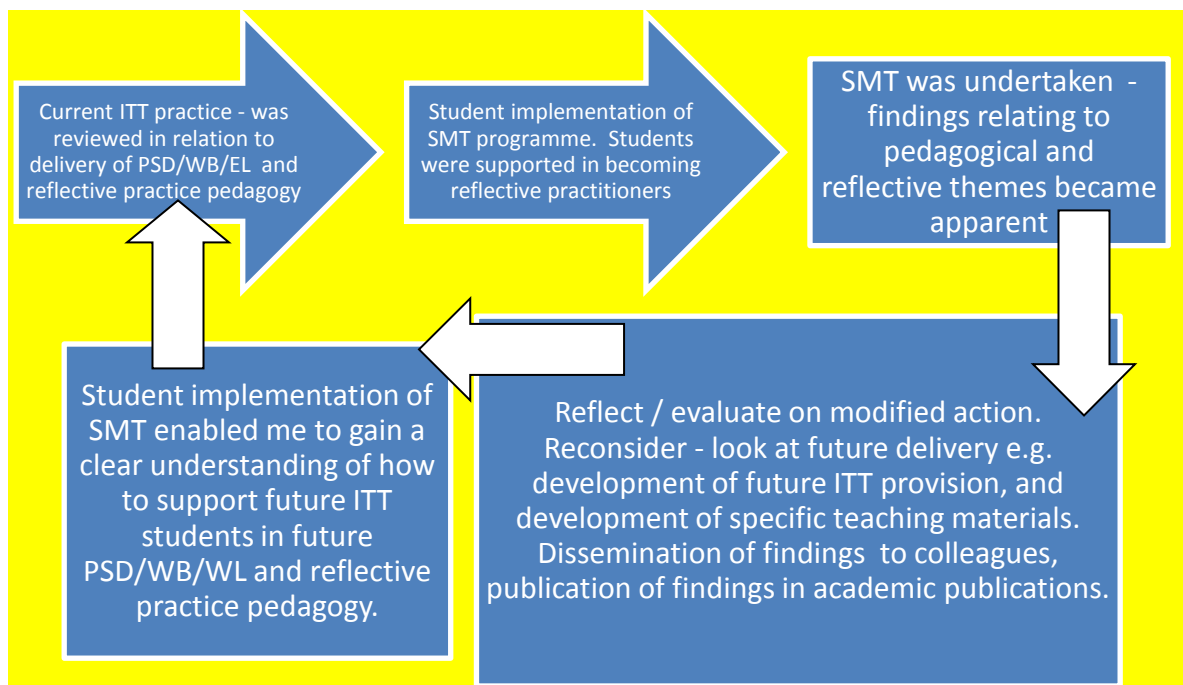 Current ITT practice - was
reviewed in relation to
delivery of PSD/WB/EL and
reflective practice pedagogy
Student implementation of
SMT programme. Students
were supported in becoming
reflective practitioners
SMT was undertaken -
findings relating to
pedagogical and
reflective themes became
apparent
Reflect / evaluate on modified action.
Reconsider - look at future delivery e.g.
development of future ITT provision, and
development of specific teaching materials.
Dissemination of findings to colleagues,
publication of findings in academic publications.
Student implementation of
SMT enabled me to gain a
clear understanding of how
to support future ITT
students in future
PSD/WB/WL and reflective
practice pedagogy.